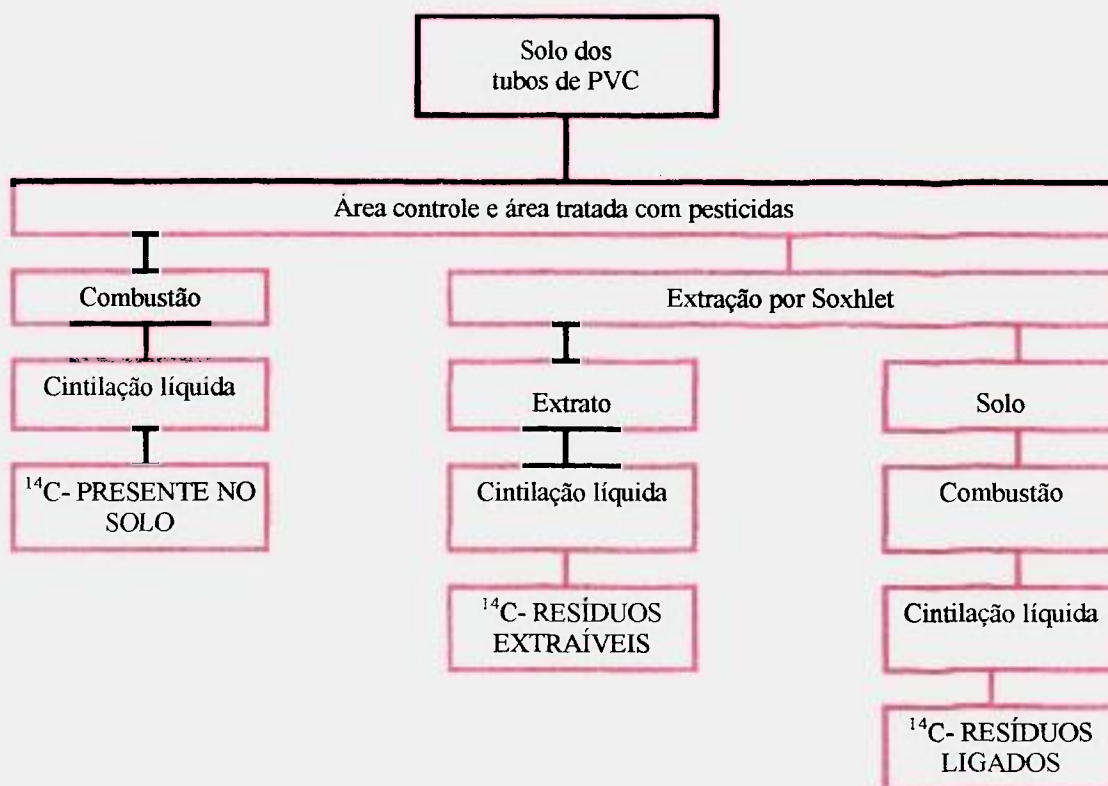 Solo dos
tubos de PVC
Área controle e área tratada com pesticidas
Combustão
Cintilação líquida
¹⁴C- PRESENTE NO
SOLO
Extração por Soxhlet
Extrato
Cintilação líquida
¹⁴C- RESÍDUOS
EXTRAÍVEIS
Solo
Combustão
Cintilação líquida
¹⁴C- RESÍDUOS
LIGADOS